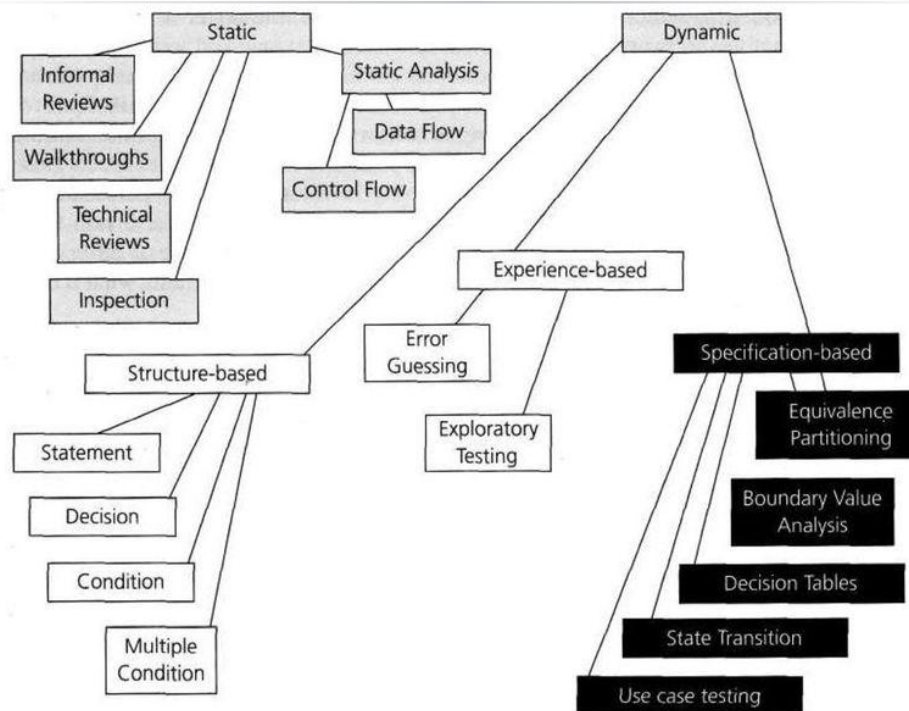 Static
Dynamic
Informal
Reviews
Static Analysis
Data Flow
Walkthroughs
Control Flow
Technical
Reviews
Experience-based
Inspection
Error
Guessing
Specification-based
Structure-based
Equivalence
Partitioning
Exploratory
Testing
Statement
Boundary Value
Analysis
Decision
Decision Tables
Condition
State Transition
Multiple
Condition
Use case testing